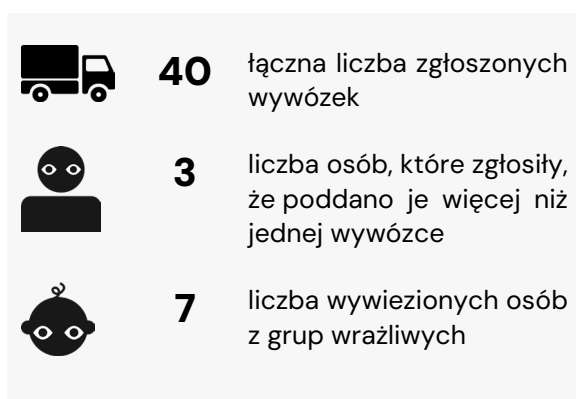 40 łączna liczba zgłoszonych
wywózek
3 liczba osób, które zgłosiły,
że poddano je więcej niż
jednej wywózce
7 liczba wywiezionych osób
z grup wrażliwych